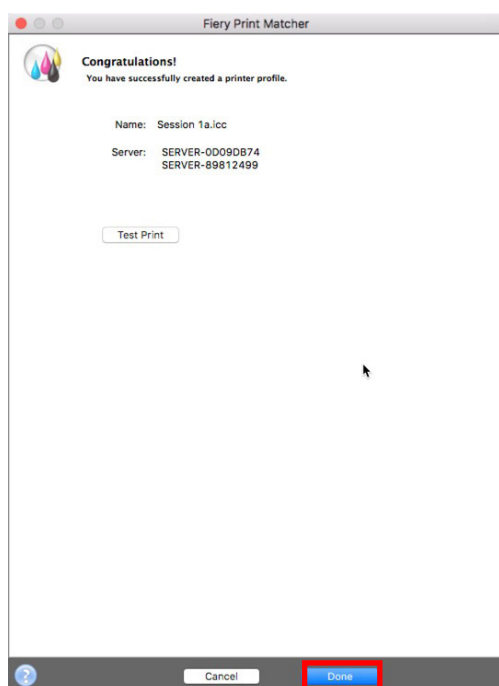 Fiery Print Matcher
Congratulations!
You have successfully created a printer profile.
Name: Session 1a.icc
Server: SERVER-0D09DB74
SERVER-89812499
Test Print
?
Cancel
Done